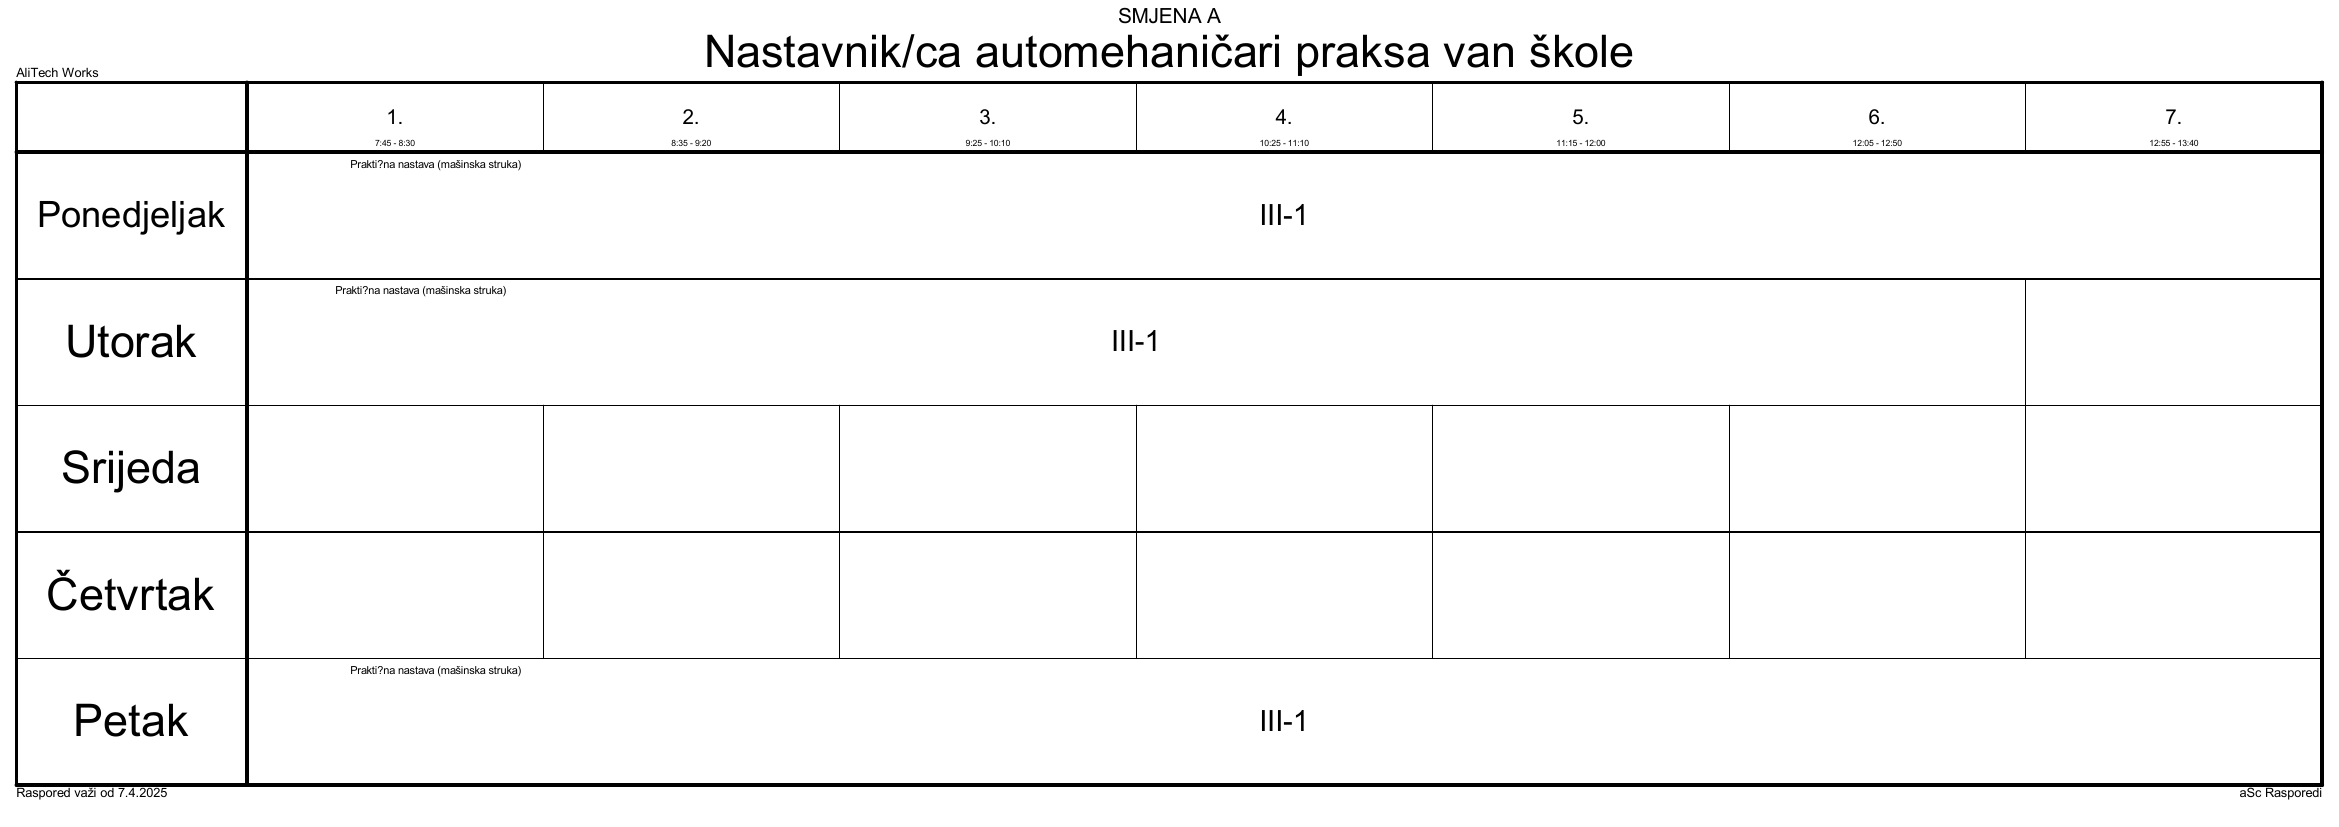 SMJENA A
Nastavnik/ca automehaničari praksa van škole
AliTech Works
1. 2. 3. 4. 5. 6. 7.
7:45 - 8:30 8:35 - 9:20 9:25 - 10:10 10:25 - 11:10 11:15 - 12:00 12:05 - 12:50 12:55 - 13:40
Prakti?na nastava (mašinska struka)
Ponedjeljak III-1
Prakti?na nastava (mašinska struka)
Utorak III-1
Srijeda
Četvrtak
Prakti?na nastava (mašinska struka)
Petak III-1
Raspored važi od 7.4.2025 aSc Rasporedi